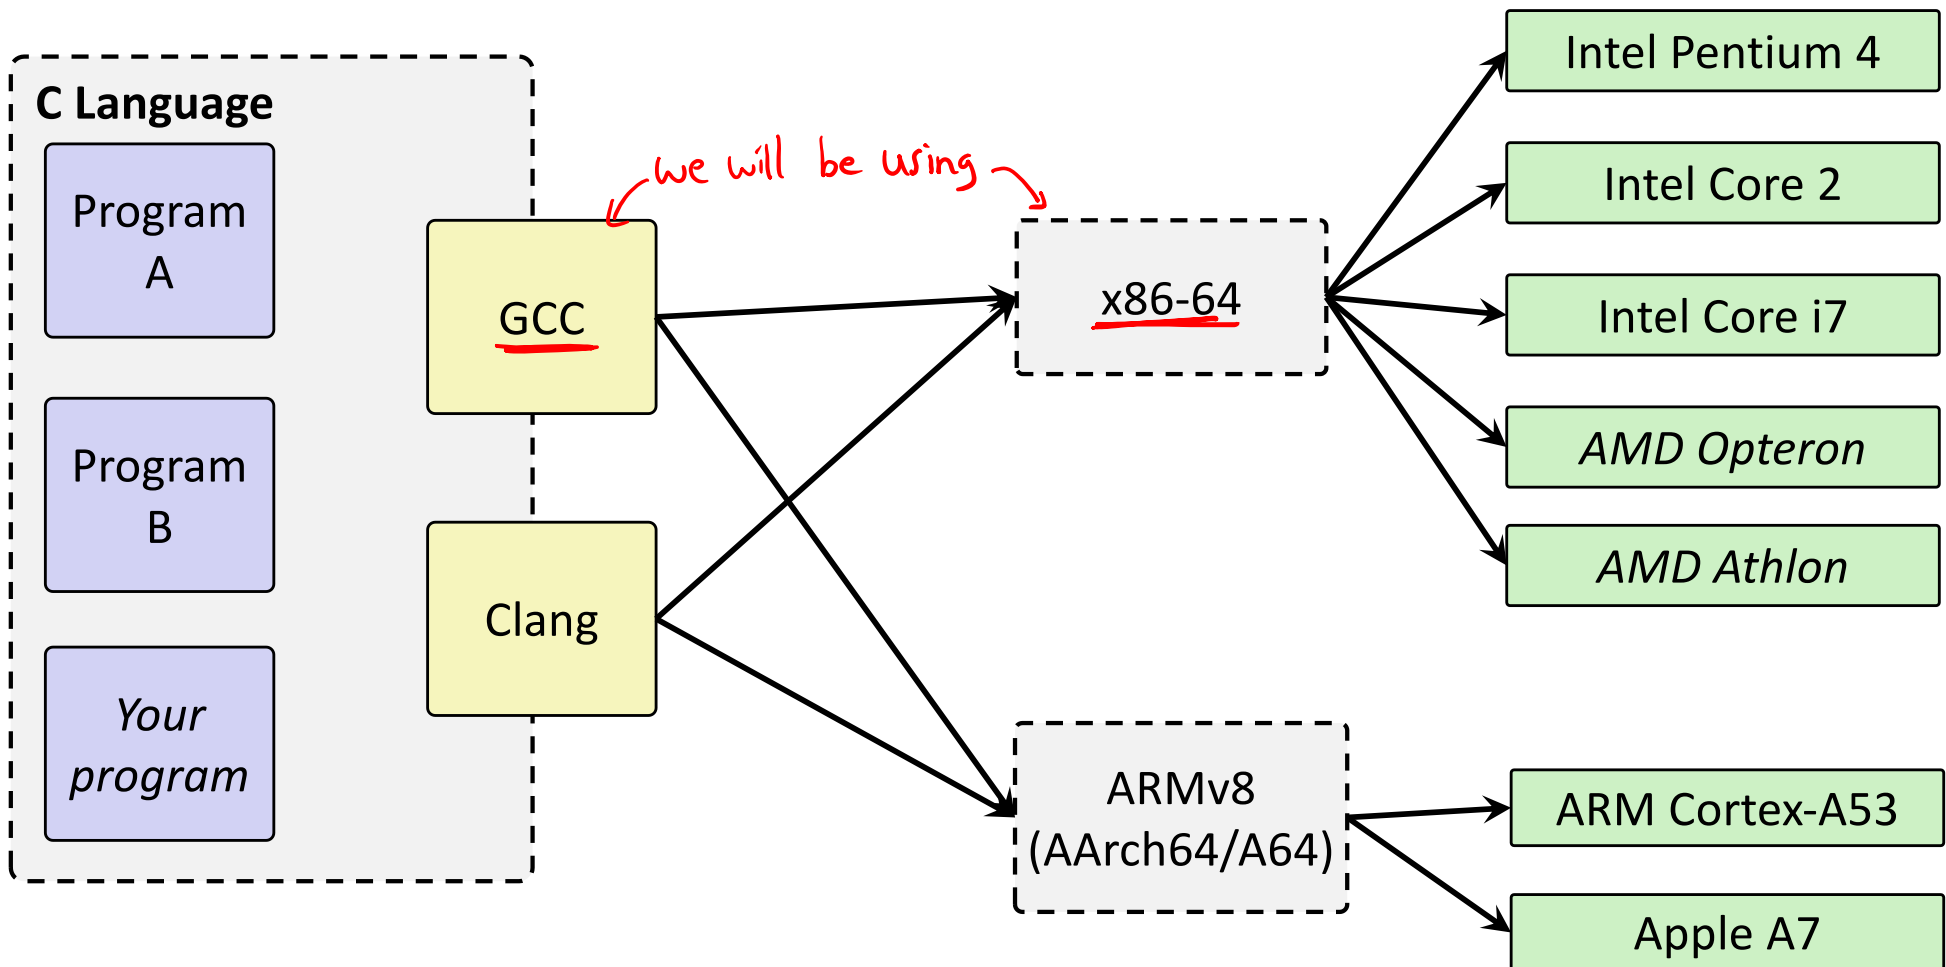 C Language
Program
A
Program
B
Your
program
we will be using
GCC
Clang
x86-64
ARMv8
(AArch64/A64)
Intel Pentium 4
Intel Core 2
Intel Core i7
AMD Opteron
AMD Athlon
ARM Cortex-A53
Apple A7